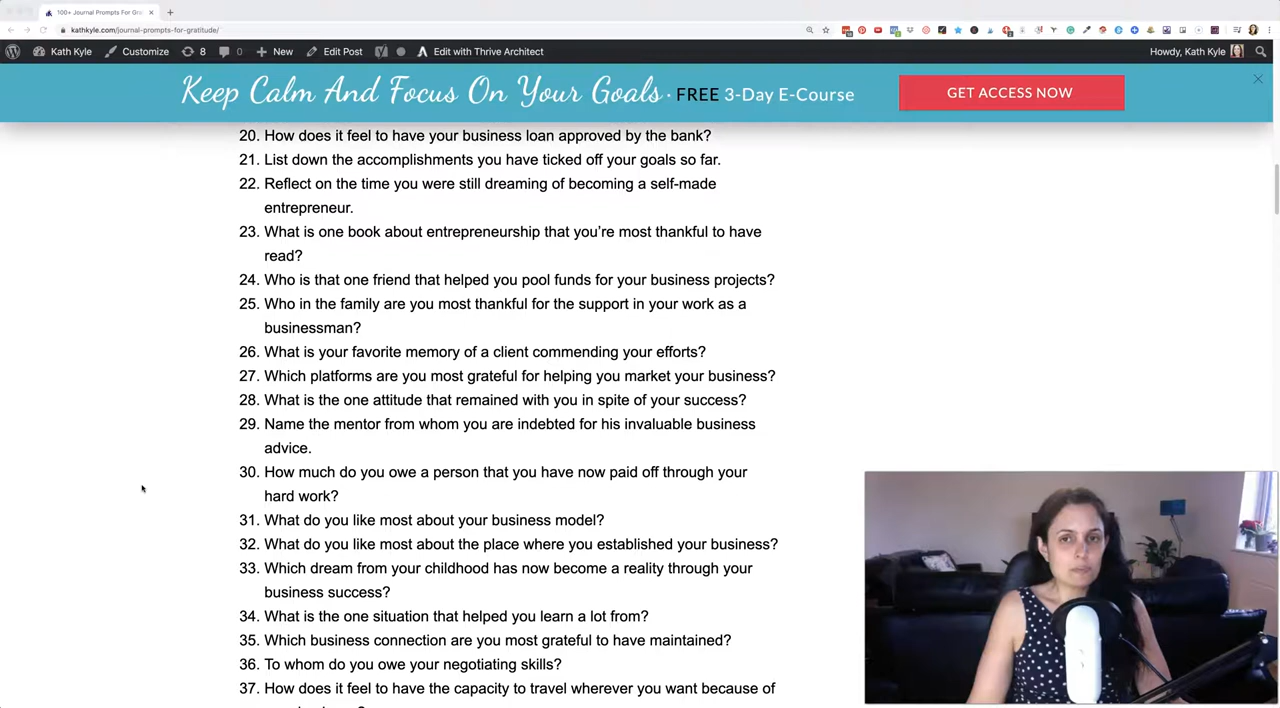 100+ Journal Prompts For Gra
kathkyle.com/journal-prompts-for-gratitude/
Kath Kyle Customize 8 0 New Edit Post Edit with Thrive Architect Howdy, Kath Kyle
Keep Calm And Focus On Your Goals · FREE 3-Day E-Course GET ACCESS NOW
20. How does it feel to have your business loan approved by the bank?
21. List down the accomplishments you have ticked off your goals so far.
22. Reflect on the time you were still dreaming of becoming a self-made
entrepreneur.
23. What is one book about entrepreneurship that you’re most thankful to have
read?
24. Who is that one friend that helped you pool funds for your business projects?
25. Who in the family are you most thankful for the support in your work as a
businessman?
26. What is your favorite memory of a client commending your efforts?
27. Which platforms are you most grateful for helping you market your business?
28. What is the one attitude that remained with you in spite of your success?
29. Name the mentor from whom you are indebted for his invaluable business
advice.
30. How much do you owe a person that you have now paid off through your
hard work?
31. What do you like most about your business model?
32. What do you like most about the place where you established your business?
33. Which dream from your childhood has now become a reality through your
business success?
34. What is the one situation that helped you learn a lot from?
35. Which business connection are you most grateful to have maintained?
36. To whom do you owe your negotiating skills?
37. How does it feel to have the capacity to travel wherever you want because of